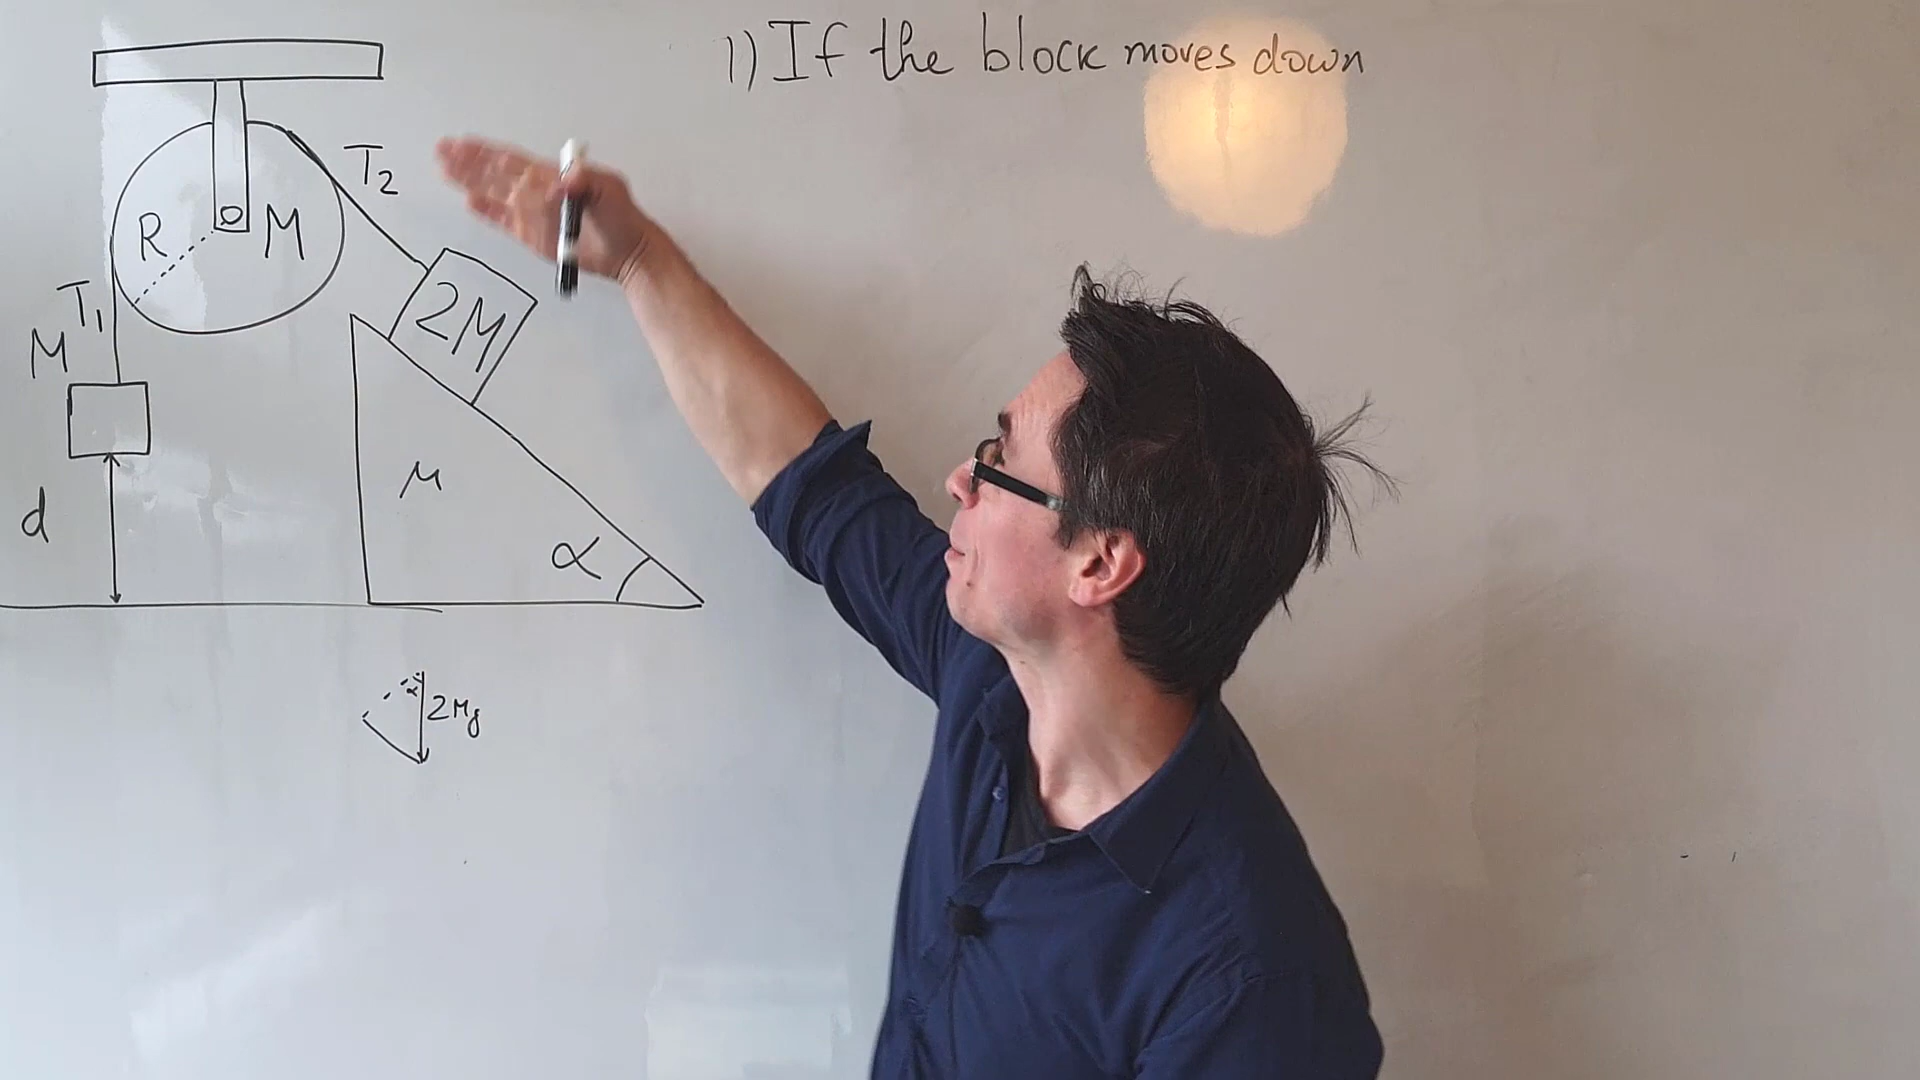 1) If the block moves down
T2
R
M
T1
M
2M
d
μ
α
α
2Mg